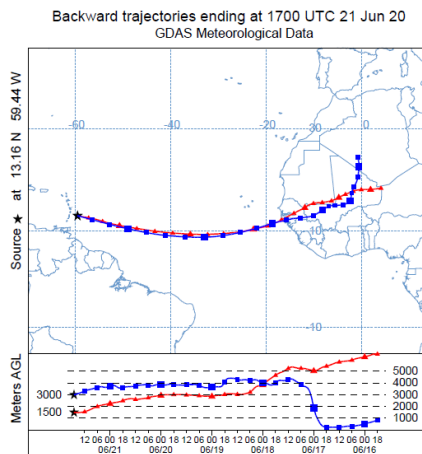 Backward trajectories ending at 1700 UTC 21 Jun 20
GDAS Meteorological Data
Source ★ at 13.16 N 59.44 W
-60 -40 -20 0
30
10
-10
Meters AGL
3000
1500
5000
4000
3000
2000
1000
12 06 00 18 12 06 00 18 12 06 00 18 12 06 00 18 12 06 00 18 12 06 00 18
06/21 06/20 06/19 06/18 06/17 06/16